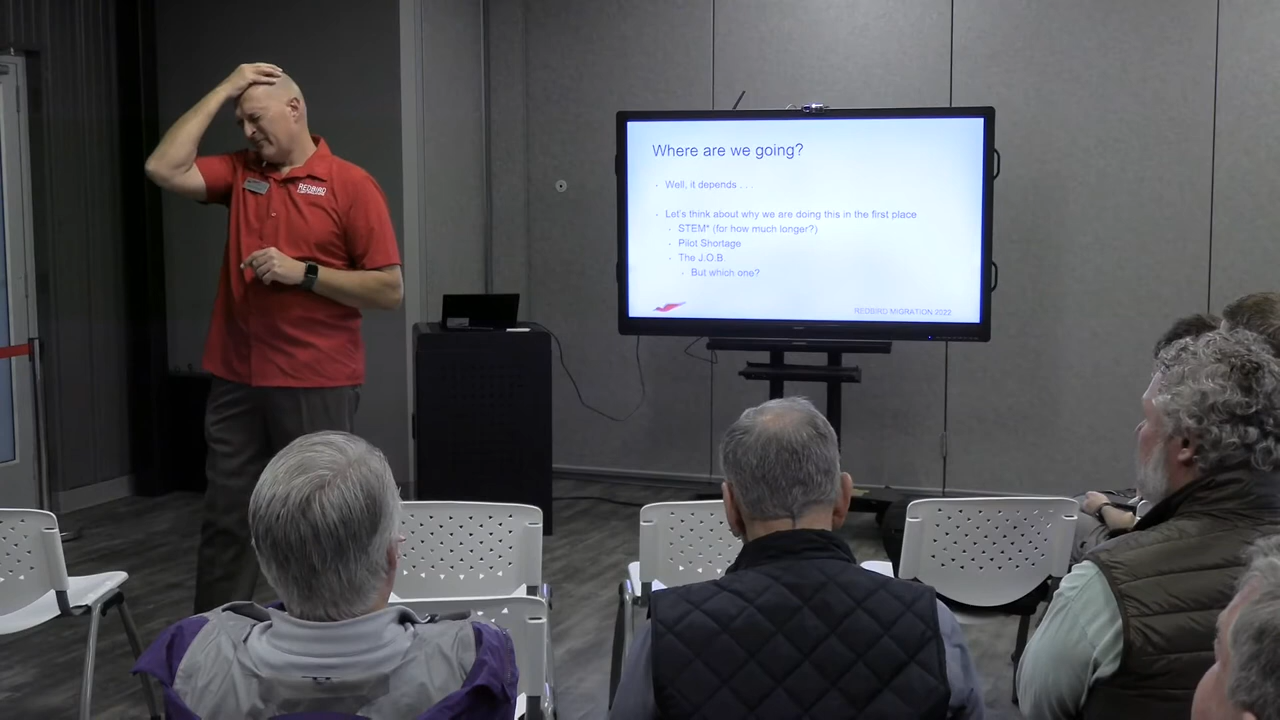 REDBIRD
Where are we going?
Well, it depends . . .
Let's think about why we are doing this in the first place
STEM* (for how much longer?)
Pilot Shortage
The J.O.B.
But which one?
REDBIRD MIGRATION 2022